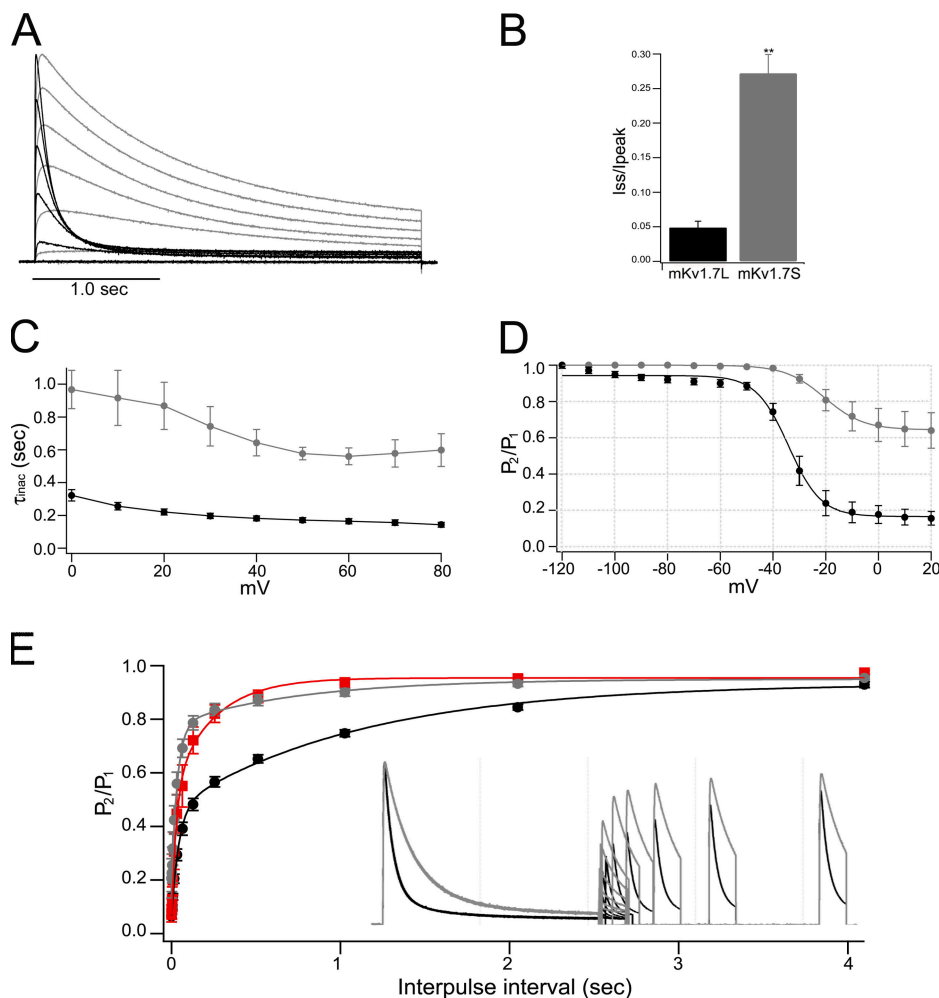 A
1.0 sec
B
**
Iss/Ipeak
0.30
0.25
0.20
0.15
0.10
0.05
0.00
mKv1.7L mKv1.7S
C
τinac (sec)
1.0
0.8
0.6
0.4
0.2
0.0
0 20 40 60 80
mV
D
P2/P1
1.0
0.8
0.6
0.4
0.2
0.0
-120 -100 -80 -60 -40 -20 0 20
mV
E
P2/P1
1.0
0.8
0.6
0.4
0.2
0.0
0 1 2 3 4
Interpulse interval (sec)